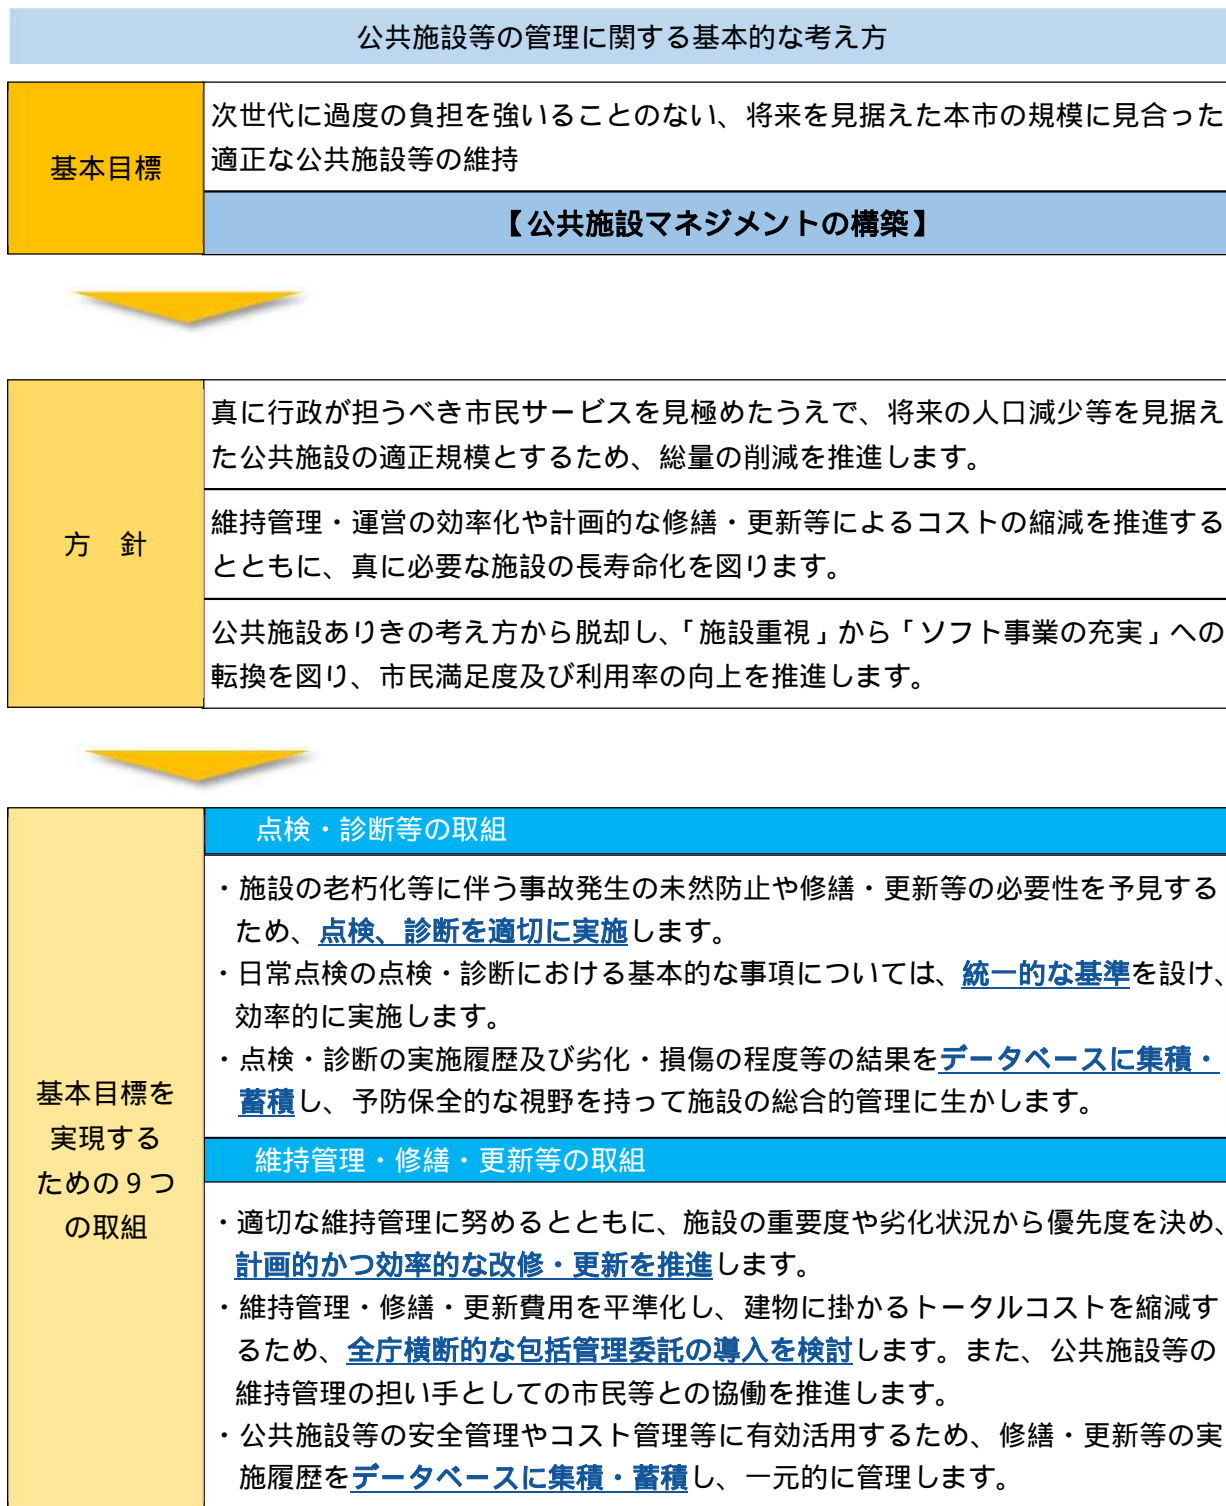 公共施設等の管理に関する基本的な考え方
基本目標
次世代に過度の負担を強いることのない、将来を見据えた本市の規模に見合った
適正な公共施設等の維持
【公共施設マネジメントの構築】
方　針
真に行政が担うべき市民サービスを見極めたうえで、将来の人口減少等を見据え
た公共施設の適正規模とするため、総量の削減を推進します。
維持管理・運営の効率化や計画的な修繕・更新等によるコストの縮減を推進する
とともに、真に必要な施設の長寿命化を図ります。
公共施設ありきの考え方から脱却し、「施設重視」から「ソフト事業の充実」への
転換を図り、市民満足度及び利用率の向上を推進します。
基本目標を
実現する
ための９つ
の取組
点検・診断等の取組
・施設の老朽化等に伴う事故発生の未然防止や修繕・更新等の必要性を予見する
ため、点検、診断を適切に実施します。
・日常点検の点検・診断における基本的な事項については、統一的な基準を設け、
効率的に実施します。
・点検・診断の実施履歴及び劣化・損傷の程度等の結果をデータベースに集積・
蓄積し、予防保全的な視野を持って施設の総合的管理に生かします。
維持管理・修繕・更新等の取組
・適切な維持管理に努めるとともに、施設の重要度や劣化状況から優先度を決め、
計画的かつ効率的な改修・更新を推進します。
・維持管理・修繕・更新費用を平準化し、建物に掛かるトータルコストを縮減す
るため、全庁横断的な包括管理委託の導入を検討します。また、公共施設等の
維持管理の担い手としての市民等との協働を推進します。
・公共施設等の安全管理やコスト管理等に有効活用するため、修繕・更新等の実
施履歴をデータベースに集積・蓄積し、一元的に管理します。